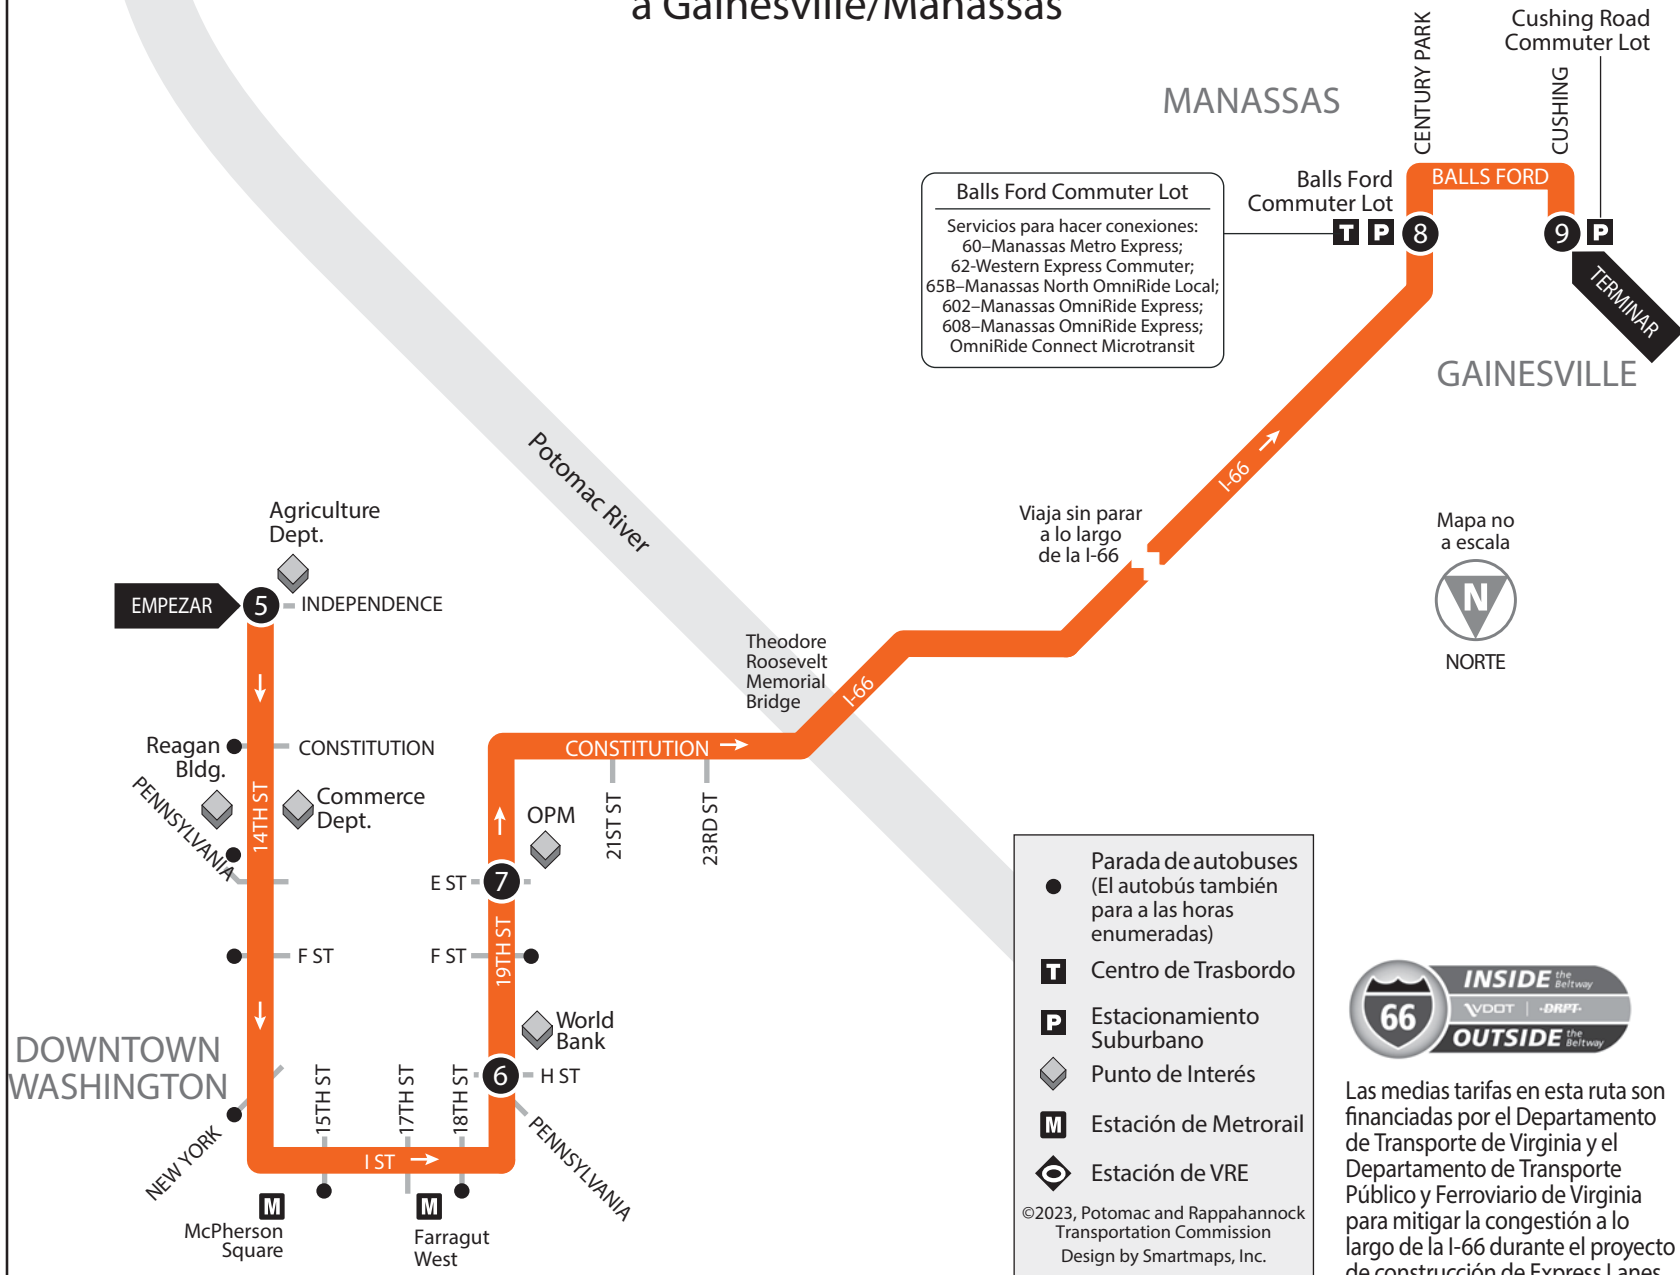 a Gainesville/Manassas
CENTURY PARK
CUSHING
Cushing Road
Commuter Lot
MANASSAS
Balls Ford
Commuter Lot
BALLS FORD
T P 8
9 P
TERMINAR
GAINESVILLE
Balls Ford Commuter Lot
Servicios para hacer conexiones:
60–Manassas Metro Express;
62-Western Express Commuter;
65B–Manassas North OmniRide Local;
602–Manassas OmniRide Express;
608–Manassas OmniRide Express;
OmniRide Connect Microtransit
I-66
Viaja sin parar
a lo largo
de la I-66
Mapa no
a escala
N
NORTE
Potomac River
Theodore
Roosevelt
Memorial
Bridge
I-66
Agriculture
Dept.
EMPEZAR
5
INDEPENDENCE
Reagan
Bldg.
CONSTITUTION
PENNSYLVANIA
14TH ST
Commerce
Dept.
F ST
DOWNTOWN
WASHINGTON
NEW YORK
15TH ST
17TH ST
18TH ST
I ST
M
McPherson
Square
M
Farragut
West
PENNSYLVANIA
6
H ST
World
Bank
19TH ST
F ST
E ST
7
OPM
CONSTITUTION
21ST ST
23RD ST
Parada de autobuses
(El autobús también
para a las horas
enumeradas)
T Centro de Trasbordo
P Estacionamiento
Suburbano
Punto de Interés
M Estación de Metrorail
Estación de VRE
©2023, Potomac and Rappahannock
Transportation Commission
Design by Smartmaps, Inc.
66
INSIDE the Beltway
VDOT | DRPT
OUTSIDE the Beltway
Las medias tarifas en esta ruta son
financiadas por el Departamento
de Transporte de Virginia y el
Departamento de Transporte
Público y Ferroviario de Virginia
para mitigar la congestión a lo
largo de la I-66 durante el proyecto
de construcción de Express Lanes